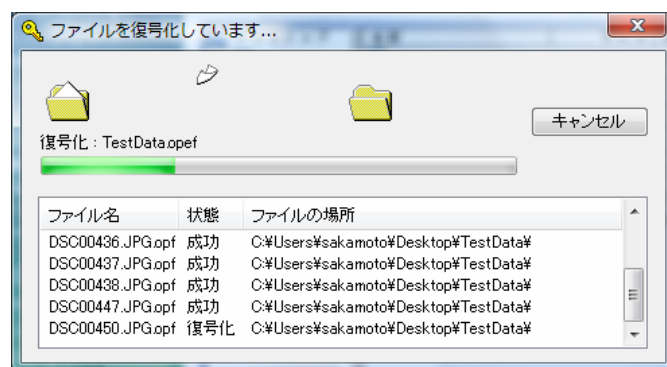 ファイルを復号化しています...
キャンセル
復号化 : TestData.opef
ファイル名 状態 ファイルの場所
DSC00436.JPG.opf 成功 C:¥Users¥sakamoto¥Desktop¥TestData¥
DSC00437.JPG.opf 成功 C:¥Users¥sakamoto¥Desktop¥TestData¥
DSC00438.JPG.opf 成功 C:¥Users¥sakamoto¥Desktop¥TestData¥
DSC00447.JPG.opf 成功 C:¥Users¥sakamoto¥Desktop¥TestData¥
DSC00450.JPG.opf 復号化 C:¥Users¥sakamoto¥Desktop¥TestData¥